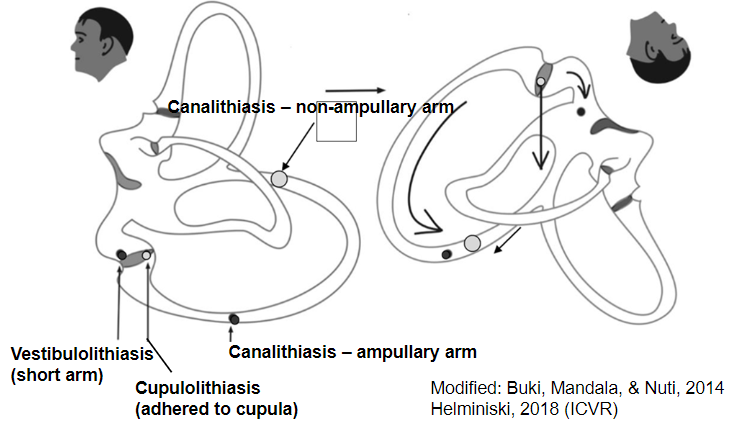 Canalithiasis – non-ampullary arm
Vestibulolithiasis
(short arm)
Canalithiasis – ampullary arm
Cupulolithiasis
(adhered to cupula)
Modified: Buki, Mandala, & Nuti, 2014
Helminiski, 2018 (ICVR)